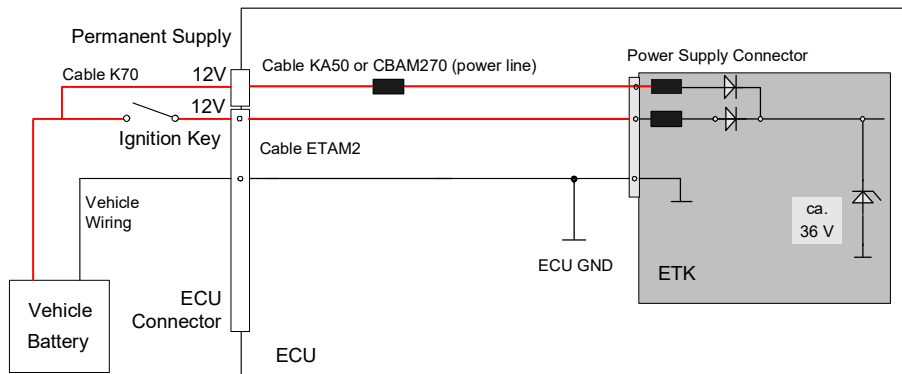 Permanent Supply
Cable K70
12V
Cable KA50 or CBAM270 (power line)
Power Supply Connector
12V
Ignition Key
Cable ETAM2
Vehicle
Wiring
ca.
36 V
ECU GND
ETK
ECU
Connector
Vehicle
Battery
ECU